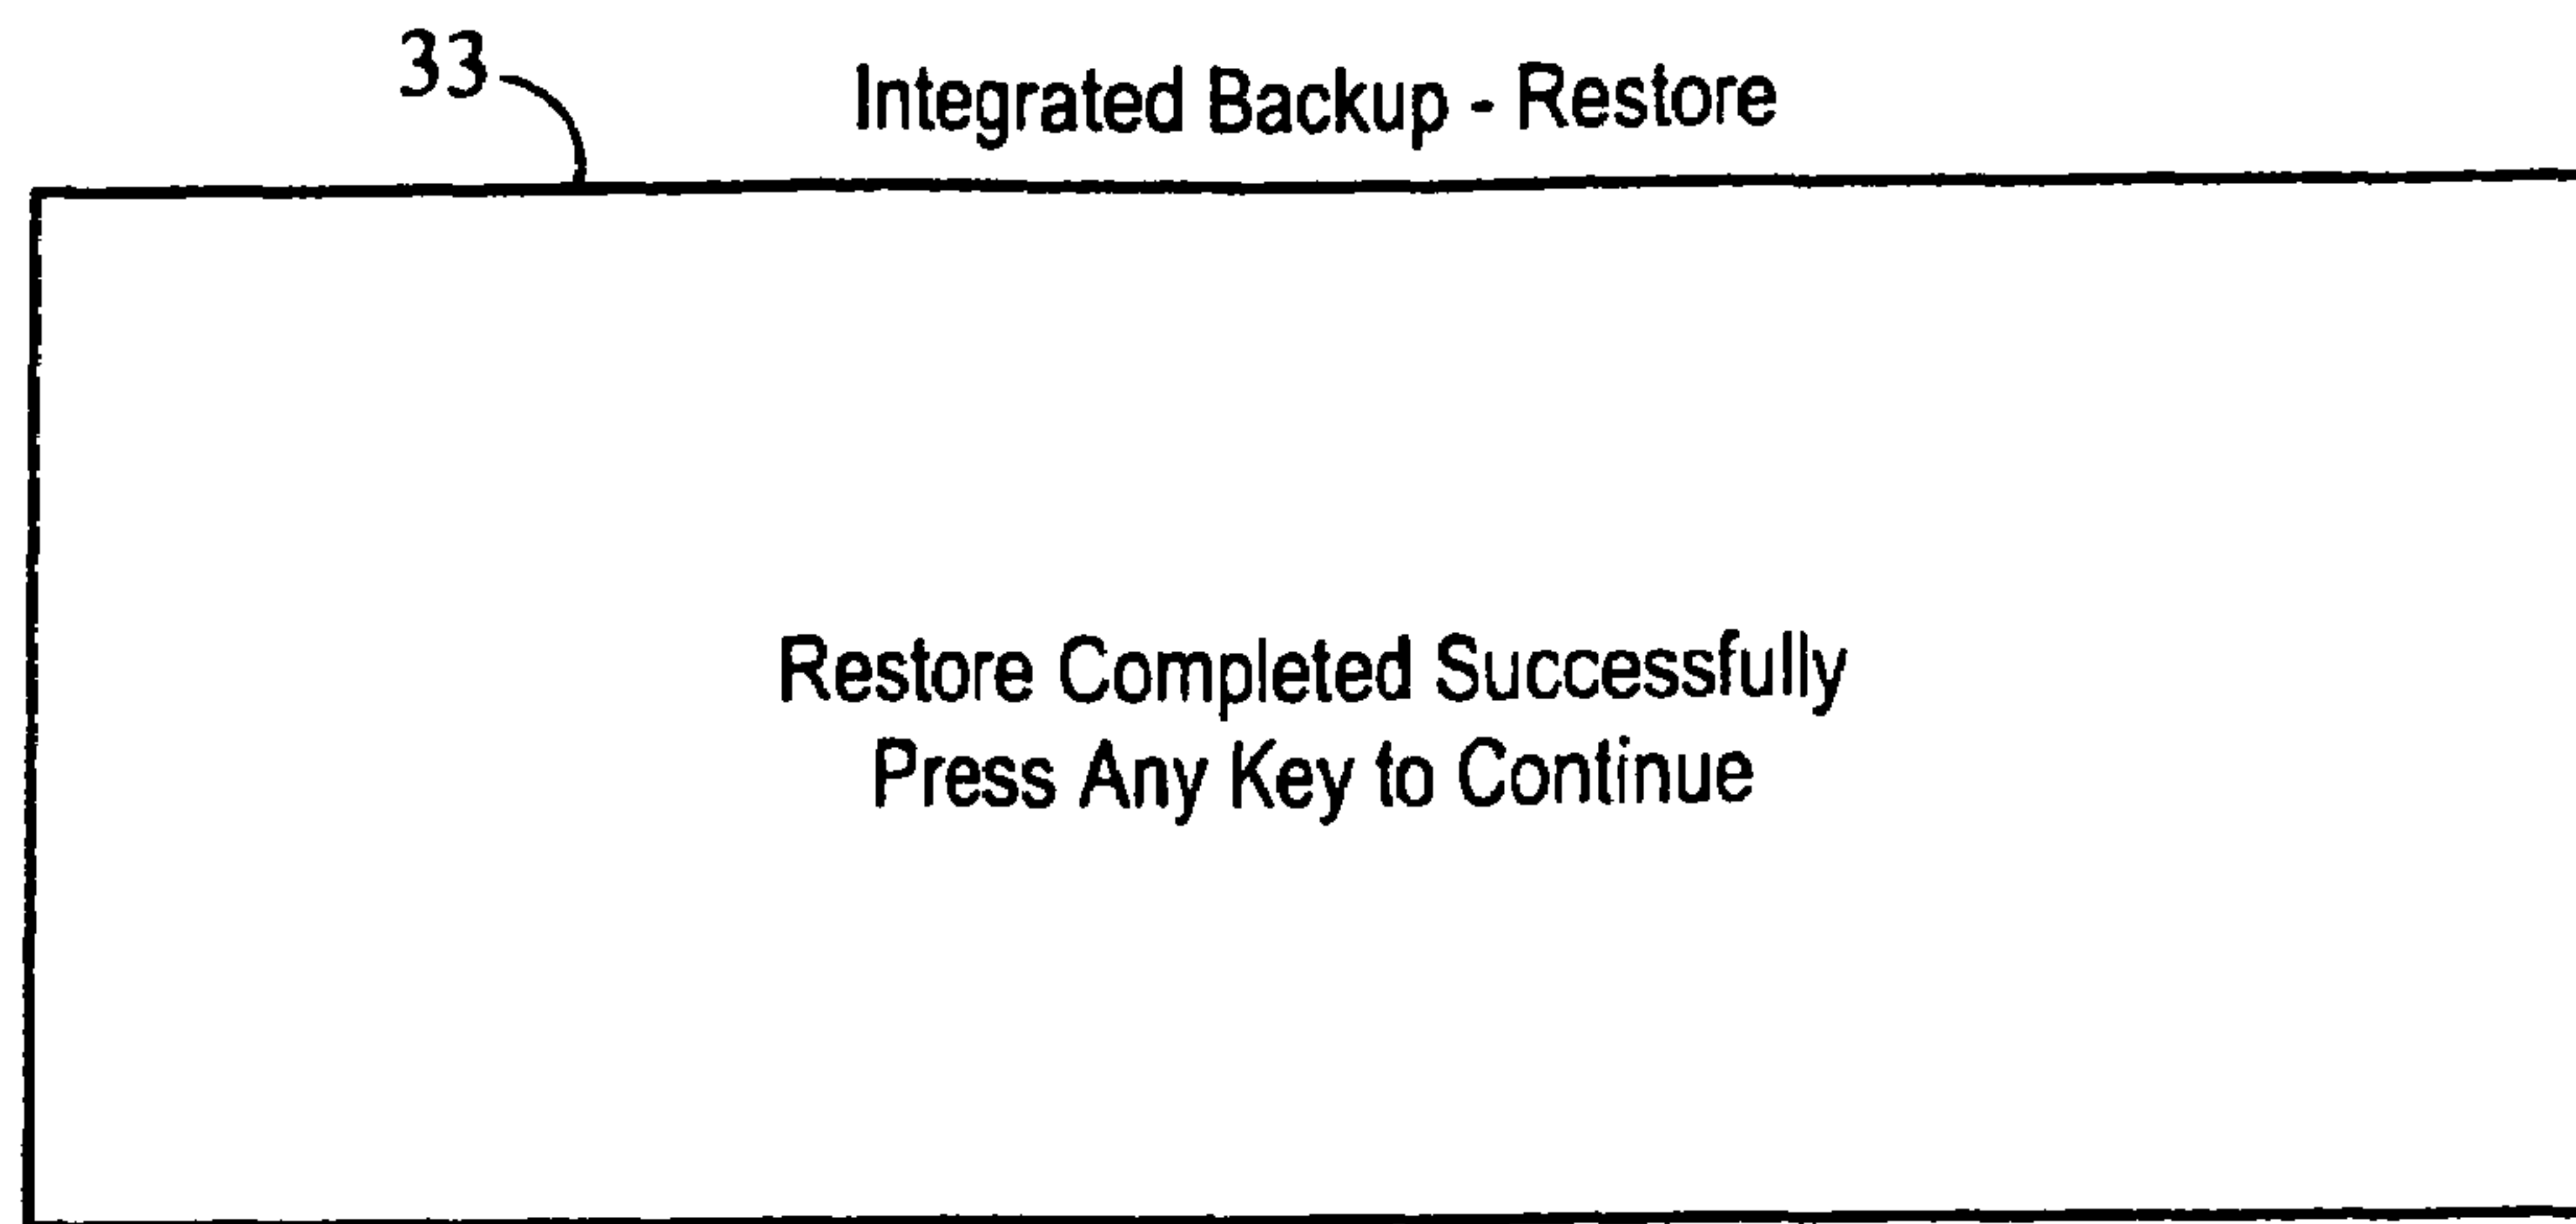 33
Integrated Backup - Restore
Restore Completed Successfully
Press Any Key to Continue